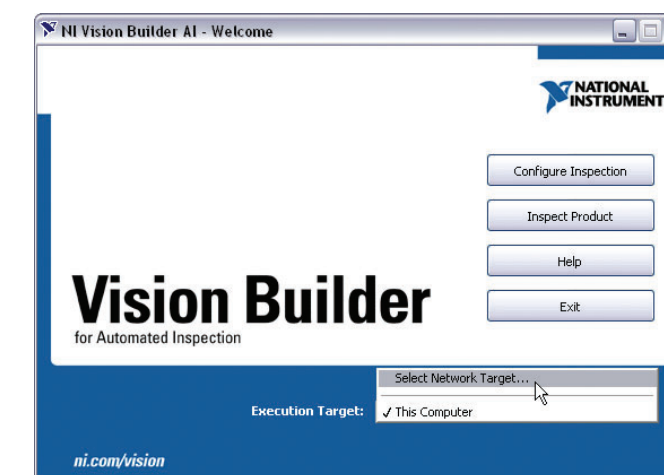 NI Vision Builder AI - Welcome
NATIONAL
INSTRUMENT
Configure Inspection
Inspect Product
Help
Exit
Vision Builder
for Automated Inspection
Select Network Target...
Execution Target:
✓ This Computer
ni.com/vision